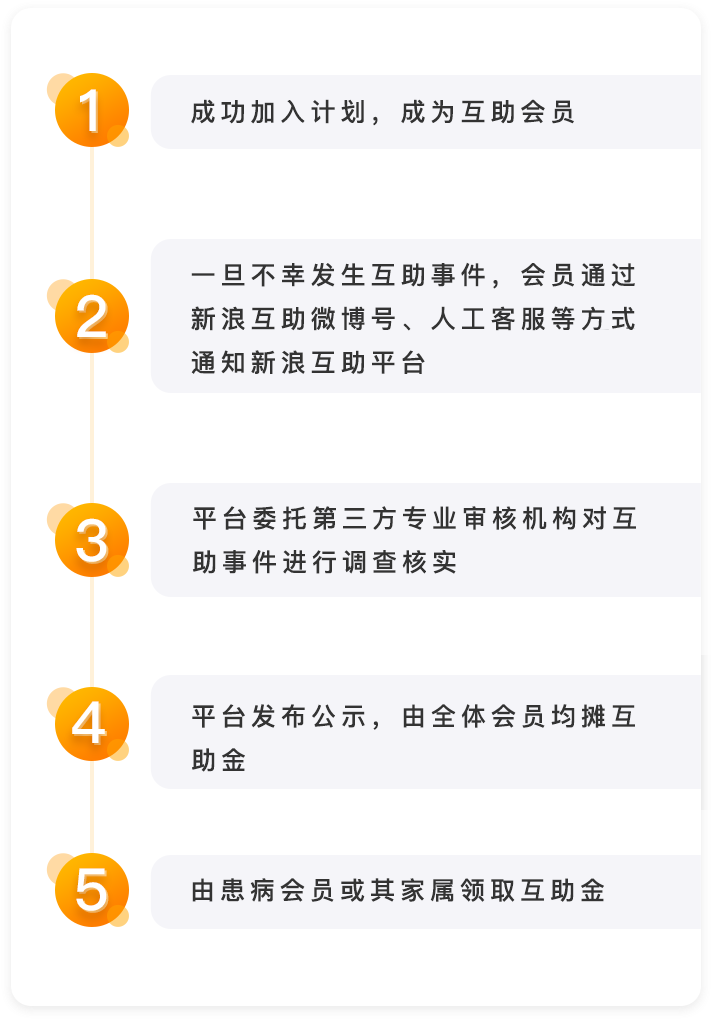 1
成功加入计划，成为互助会员
2
一旦不幸发生互助事件，会员通过
新浪互助微博号、人工客服等方式
通知新浪互助平台
3
平台委托第三方专业审核机构对互
助事件进行调查核实
4
平台发布公示，由全体会员均摊互
助金
5
由患病会员或其家属领取互助金